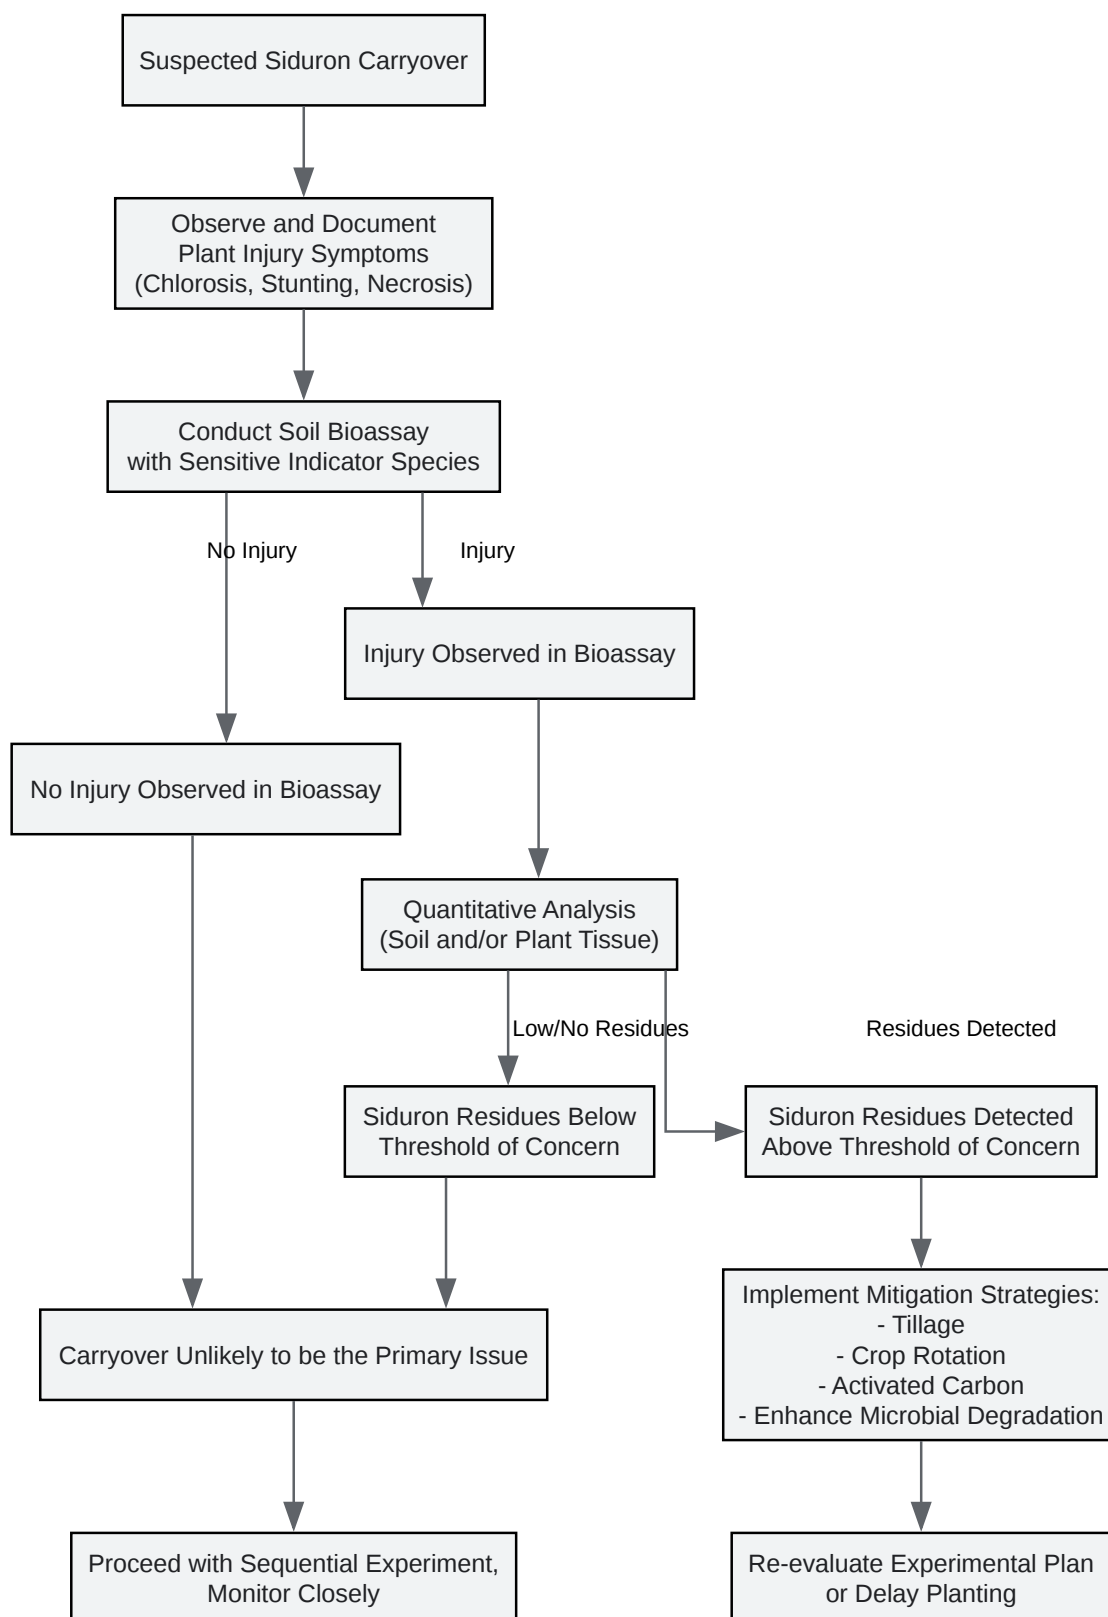 Suspected Siduron Carryover
Observe and Document
Plant Injury Symptoms
(Chlorosis, Stunting, Necrosis)
Conduct Soil Bioassay
with Sensitive Indicator Species
No Injury
Injury
Injury Observed in Bioassay
No Injury Observed in Bioassay
Quantitative Analysis
(Soil and/or Plant Tissue)
Low/No Residues
Residues Detected
Siduron Residues Below
Threshold of Concern
Siduron Residues Detected
Above Threshold of Concern
Implement Mitigation Strategies:
- Tillage
- Crop Rotation
- Activated Carbon
- Enhance Microbial Degradation
Carryover Unlikely to be the Primary Issue
Proceed with Sequential Experiment,
Monitor Closely
Re-evaluate Experimental Plan
or Delay Planting